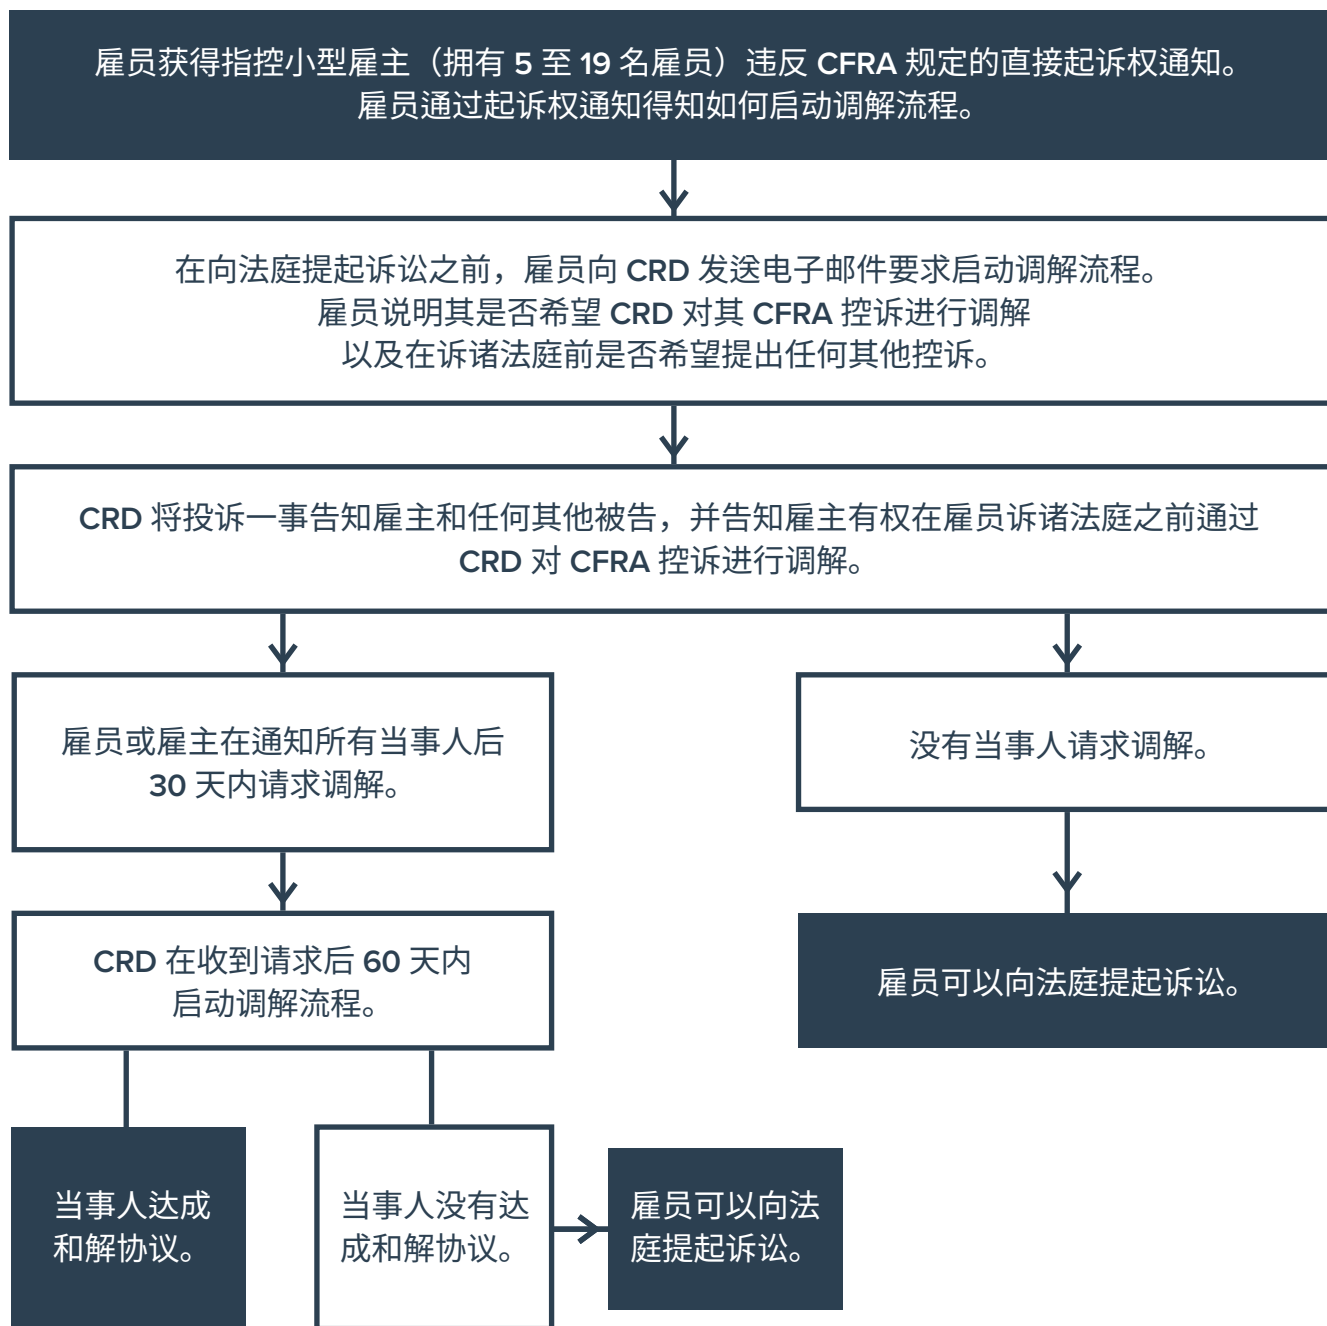 雇员获得指控小型雇主（拥有 5 至 19 名雇员）违反 CFRA 规定的直接起诉权通知。
雇员通过起诉权通知得知如何启动调解流程。
在向法庭提起诉讼之前，雇员向 CRD 发送电子邮件要求启动调解流程。
雇员说明其是否希望 CRD 对其 CFRA 控诉进行调解
以及在诉诸法庭前是否希望提出任何其他控诉。
CRD 将投诉一事告知雇主和任何其他被告，并告知雇主有权在雇员诉诸法庭之前通过
CRD 对 CFRA 控诉进行调解。
雇员或雇主在通知所有当事人后
30 天内请求调解。
没有当事人请求调解。
CRD 在收到请求后 60 天内
启动调解流程。
雇员可以向法庭提起诉讼。
当事人达成
和解协议。
当事人没有达
成和解协议。
雇员可以向法
庭提起诉讼。